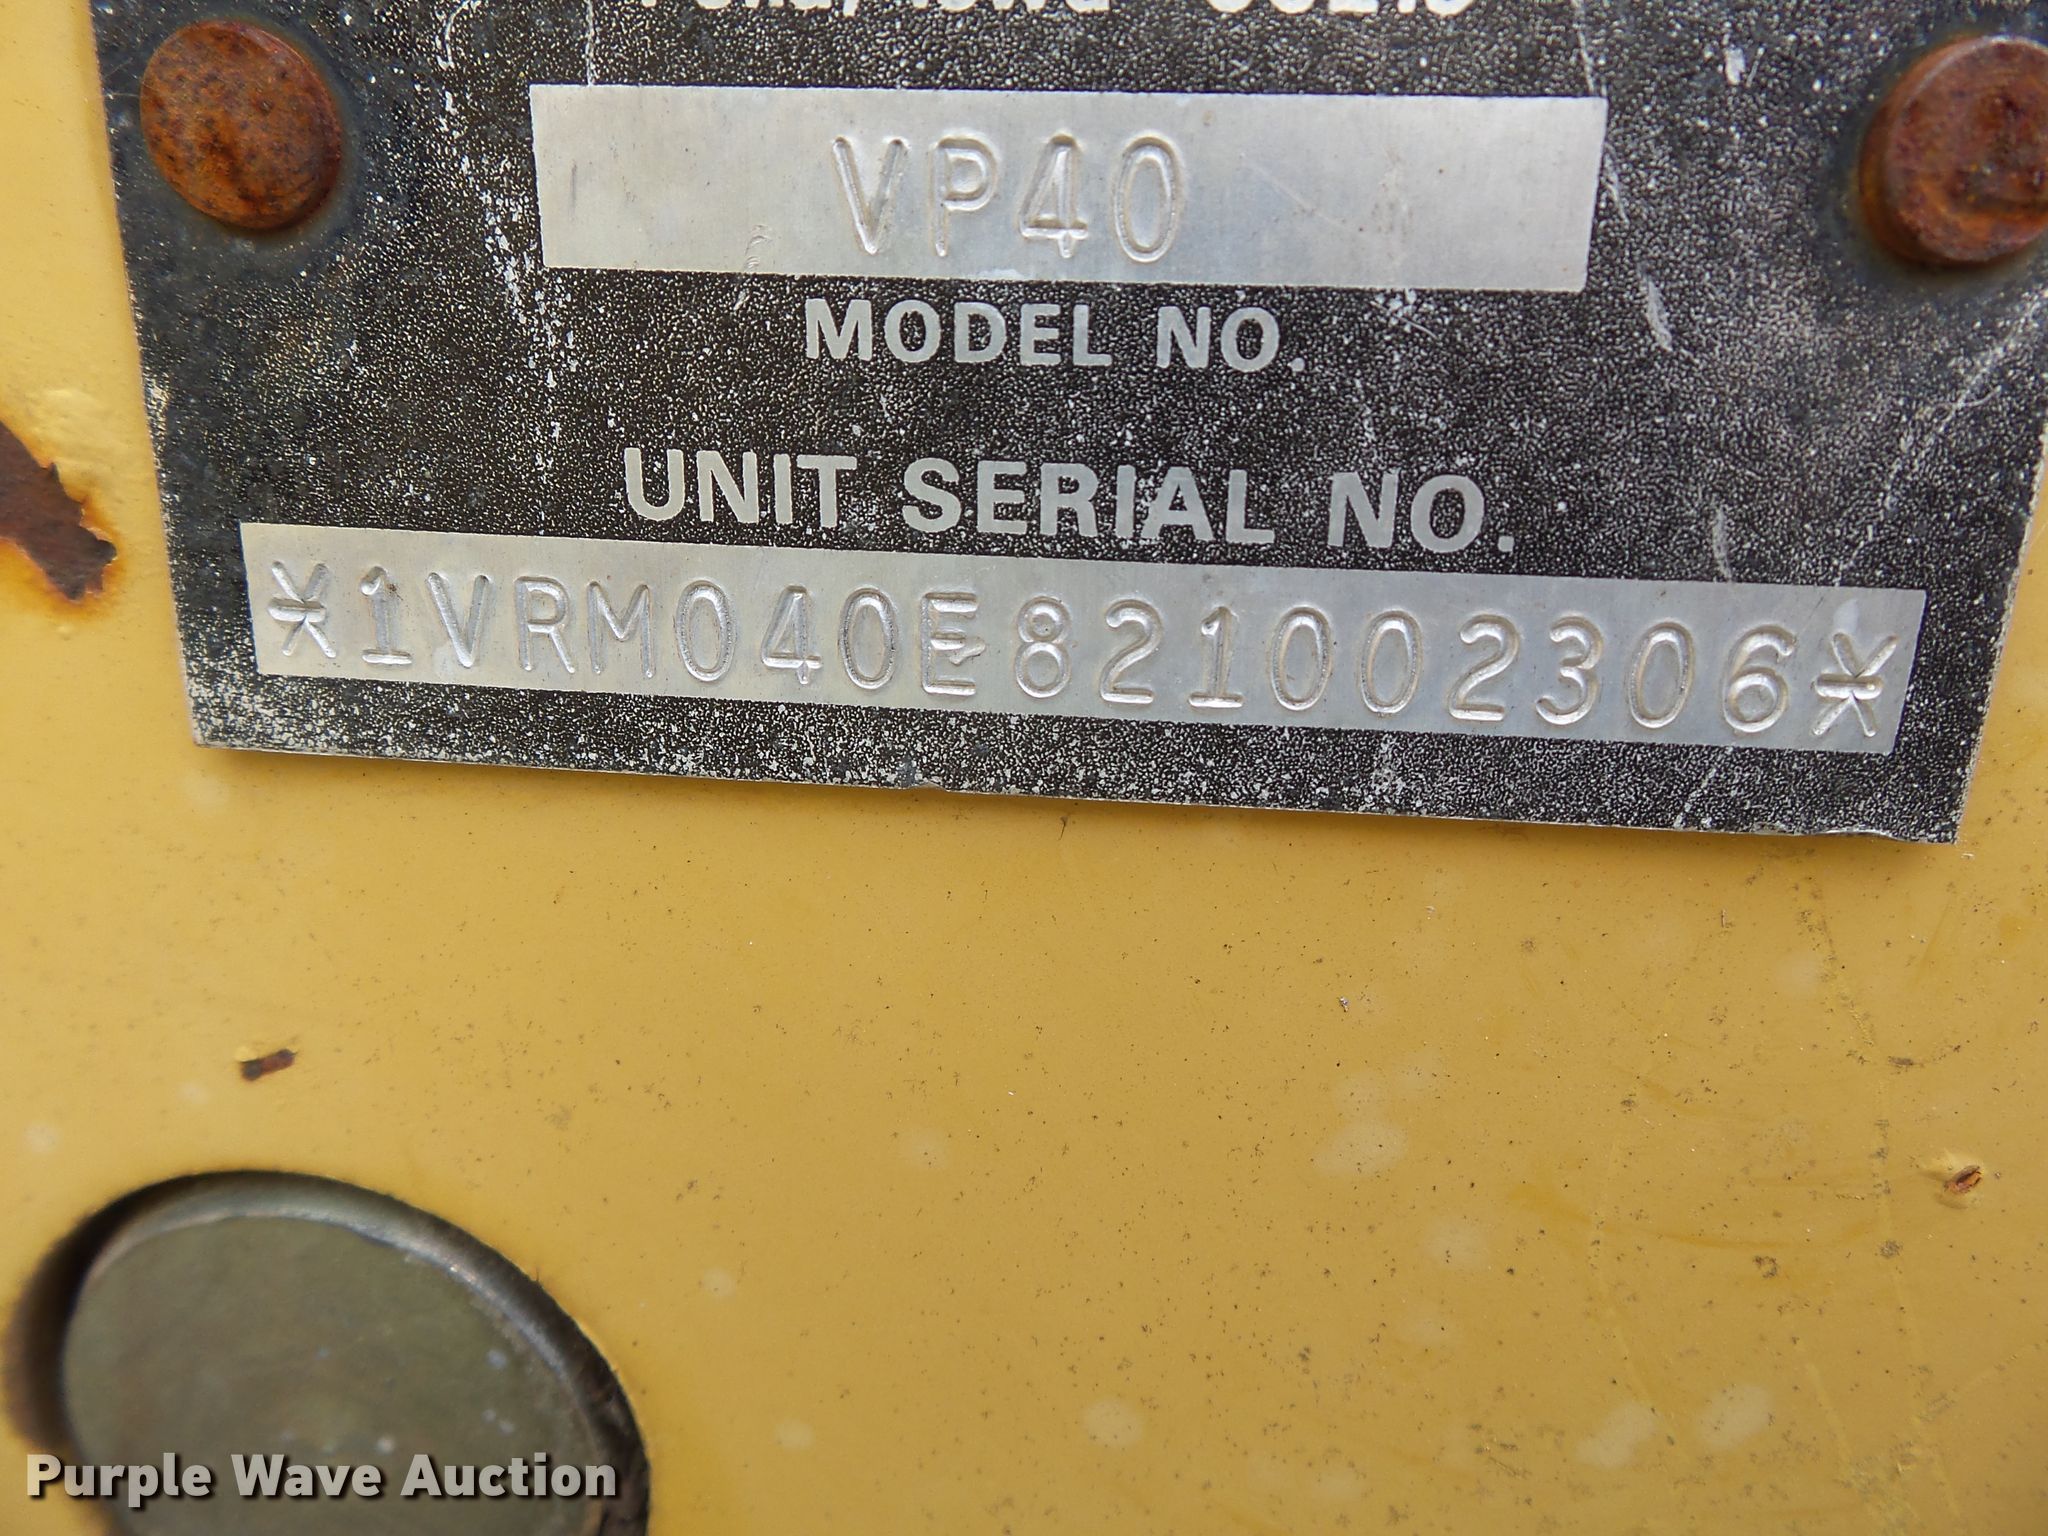 VP40
MODEL NO.
UNIT SERIAL NO.
*1VRM040E821002306*
Purple Wave Auction